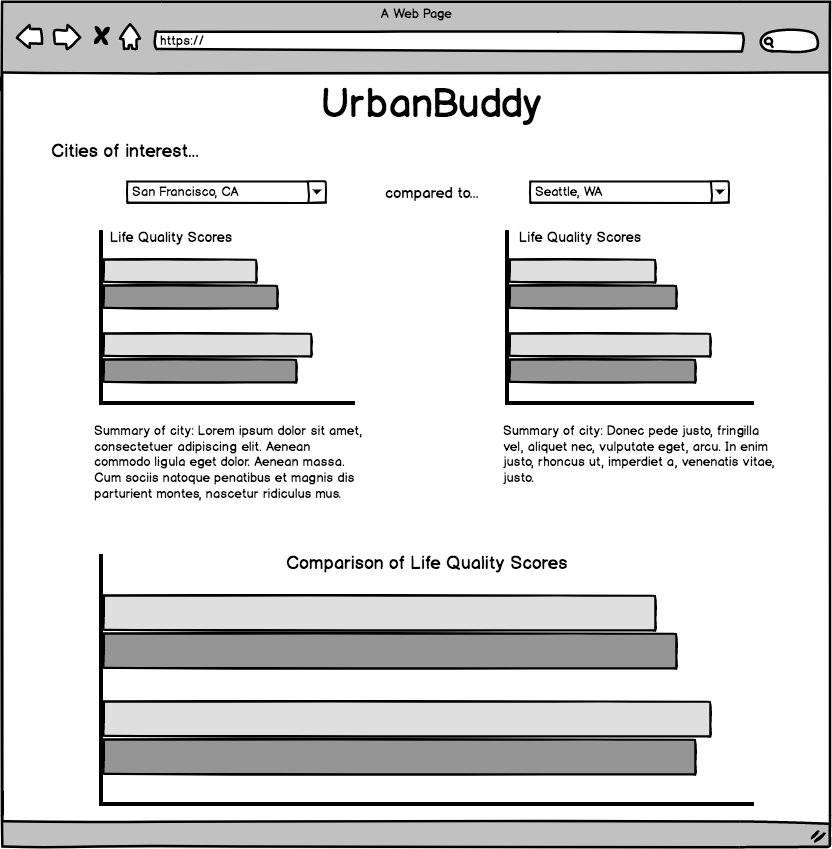 A Web Page
https://
UrbanBuddy
Cities of interest...
San Francisco, CA
compared to...
Seattle, WA
Life Quality Scores
Life Quality Scores
Summary of city: Lorem ipsum dolor sit amet,
consectetuer adipiscing elit. Aenean
commodo ligula eget dolor. Aenean massa.
Cum sociis natoque penatibus et magnis dis
parturient montes, nascetur ridiculus mus.
Summary of city: Donec pede justo, fringilla
vel, aliquet nec, vulputate eget, arcu. In enim
justo, rhoncus ut, imperdiet a, venenatis vitae,
justo.
Comparison of Life Quality Scores